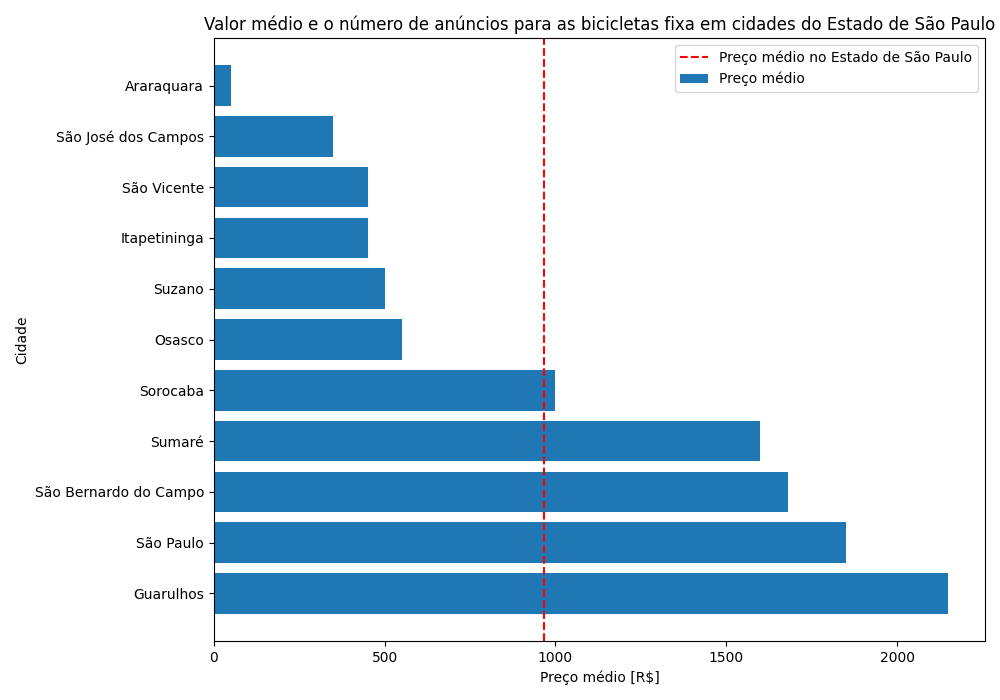 Valor médio e o número de anúncios para as bicicletas fixa em cidades do Estado de São Paulo
Preço médio no Estado de São Paulo
Preço médio
Cidade
Araraquara
São José dos Campos
São Vicente
Itapetininga
Suzano
Osasco
Sorocaba
Sumaré
São Bernardo do Campo
São Paulo
Guarulhos
0 500 1000 1500 2000
Preço médio [R$]